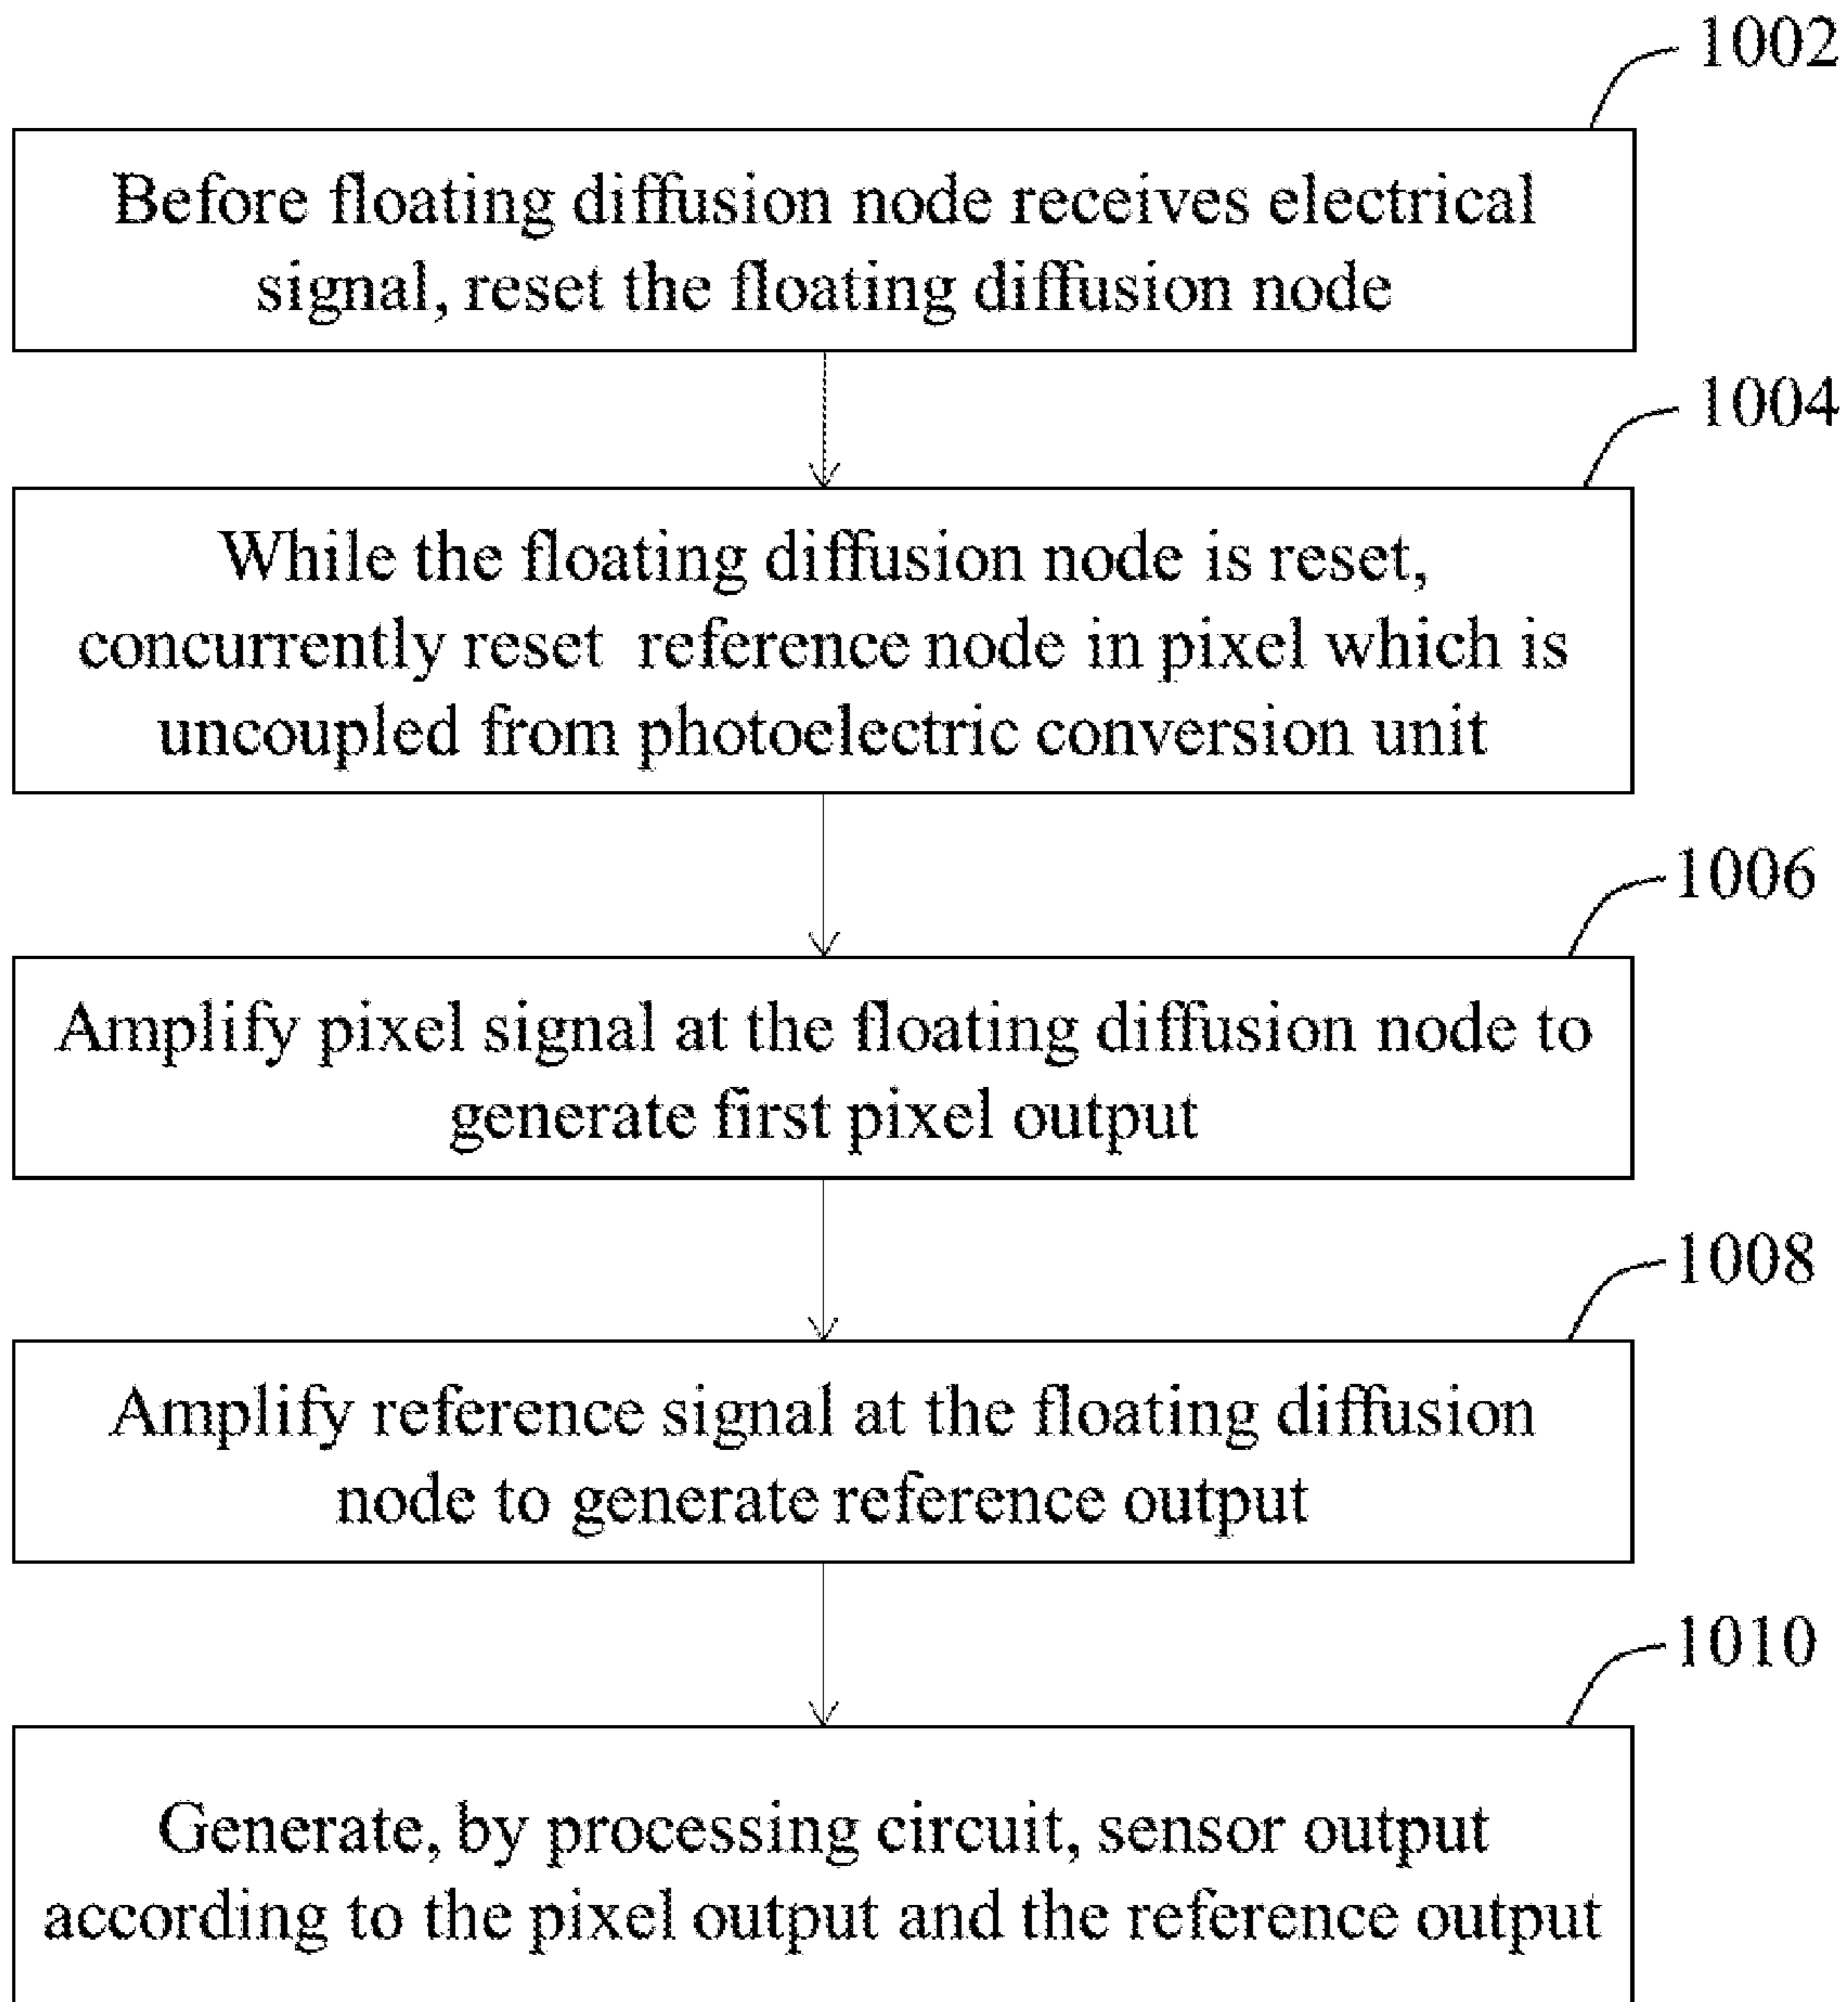 1002
Before floating diffusion node receives electrical
signal, reset the floating diffusion node
1004
While the floating diffusion node is reset,
concurrently reset reference node in pixel which is
uncoupled from photoelectric conversion unit
1006
Amplify pixel signal at the floating diffusion node to
generate first pixel output
1008
Amplify reference signal at the floating diffusion
node to generate reference output
1010
Generate, by processing circuit, sensor output
according to the pixel output and the reference output